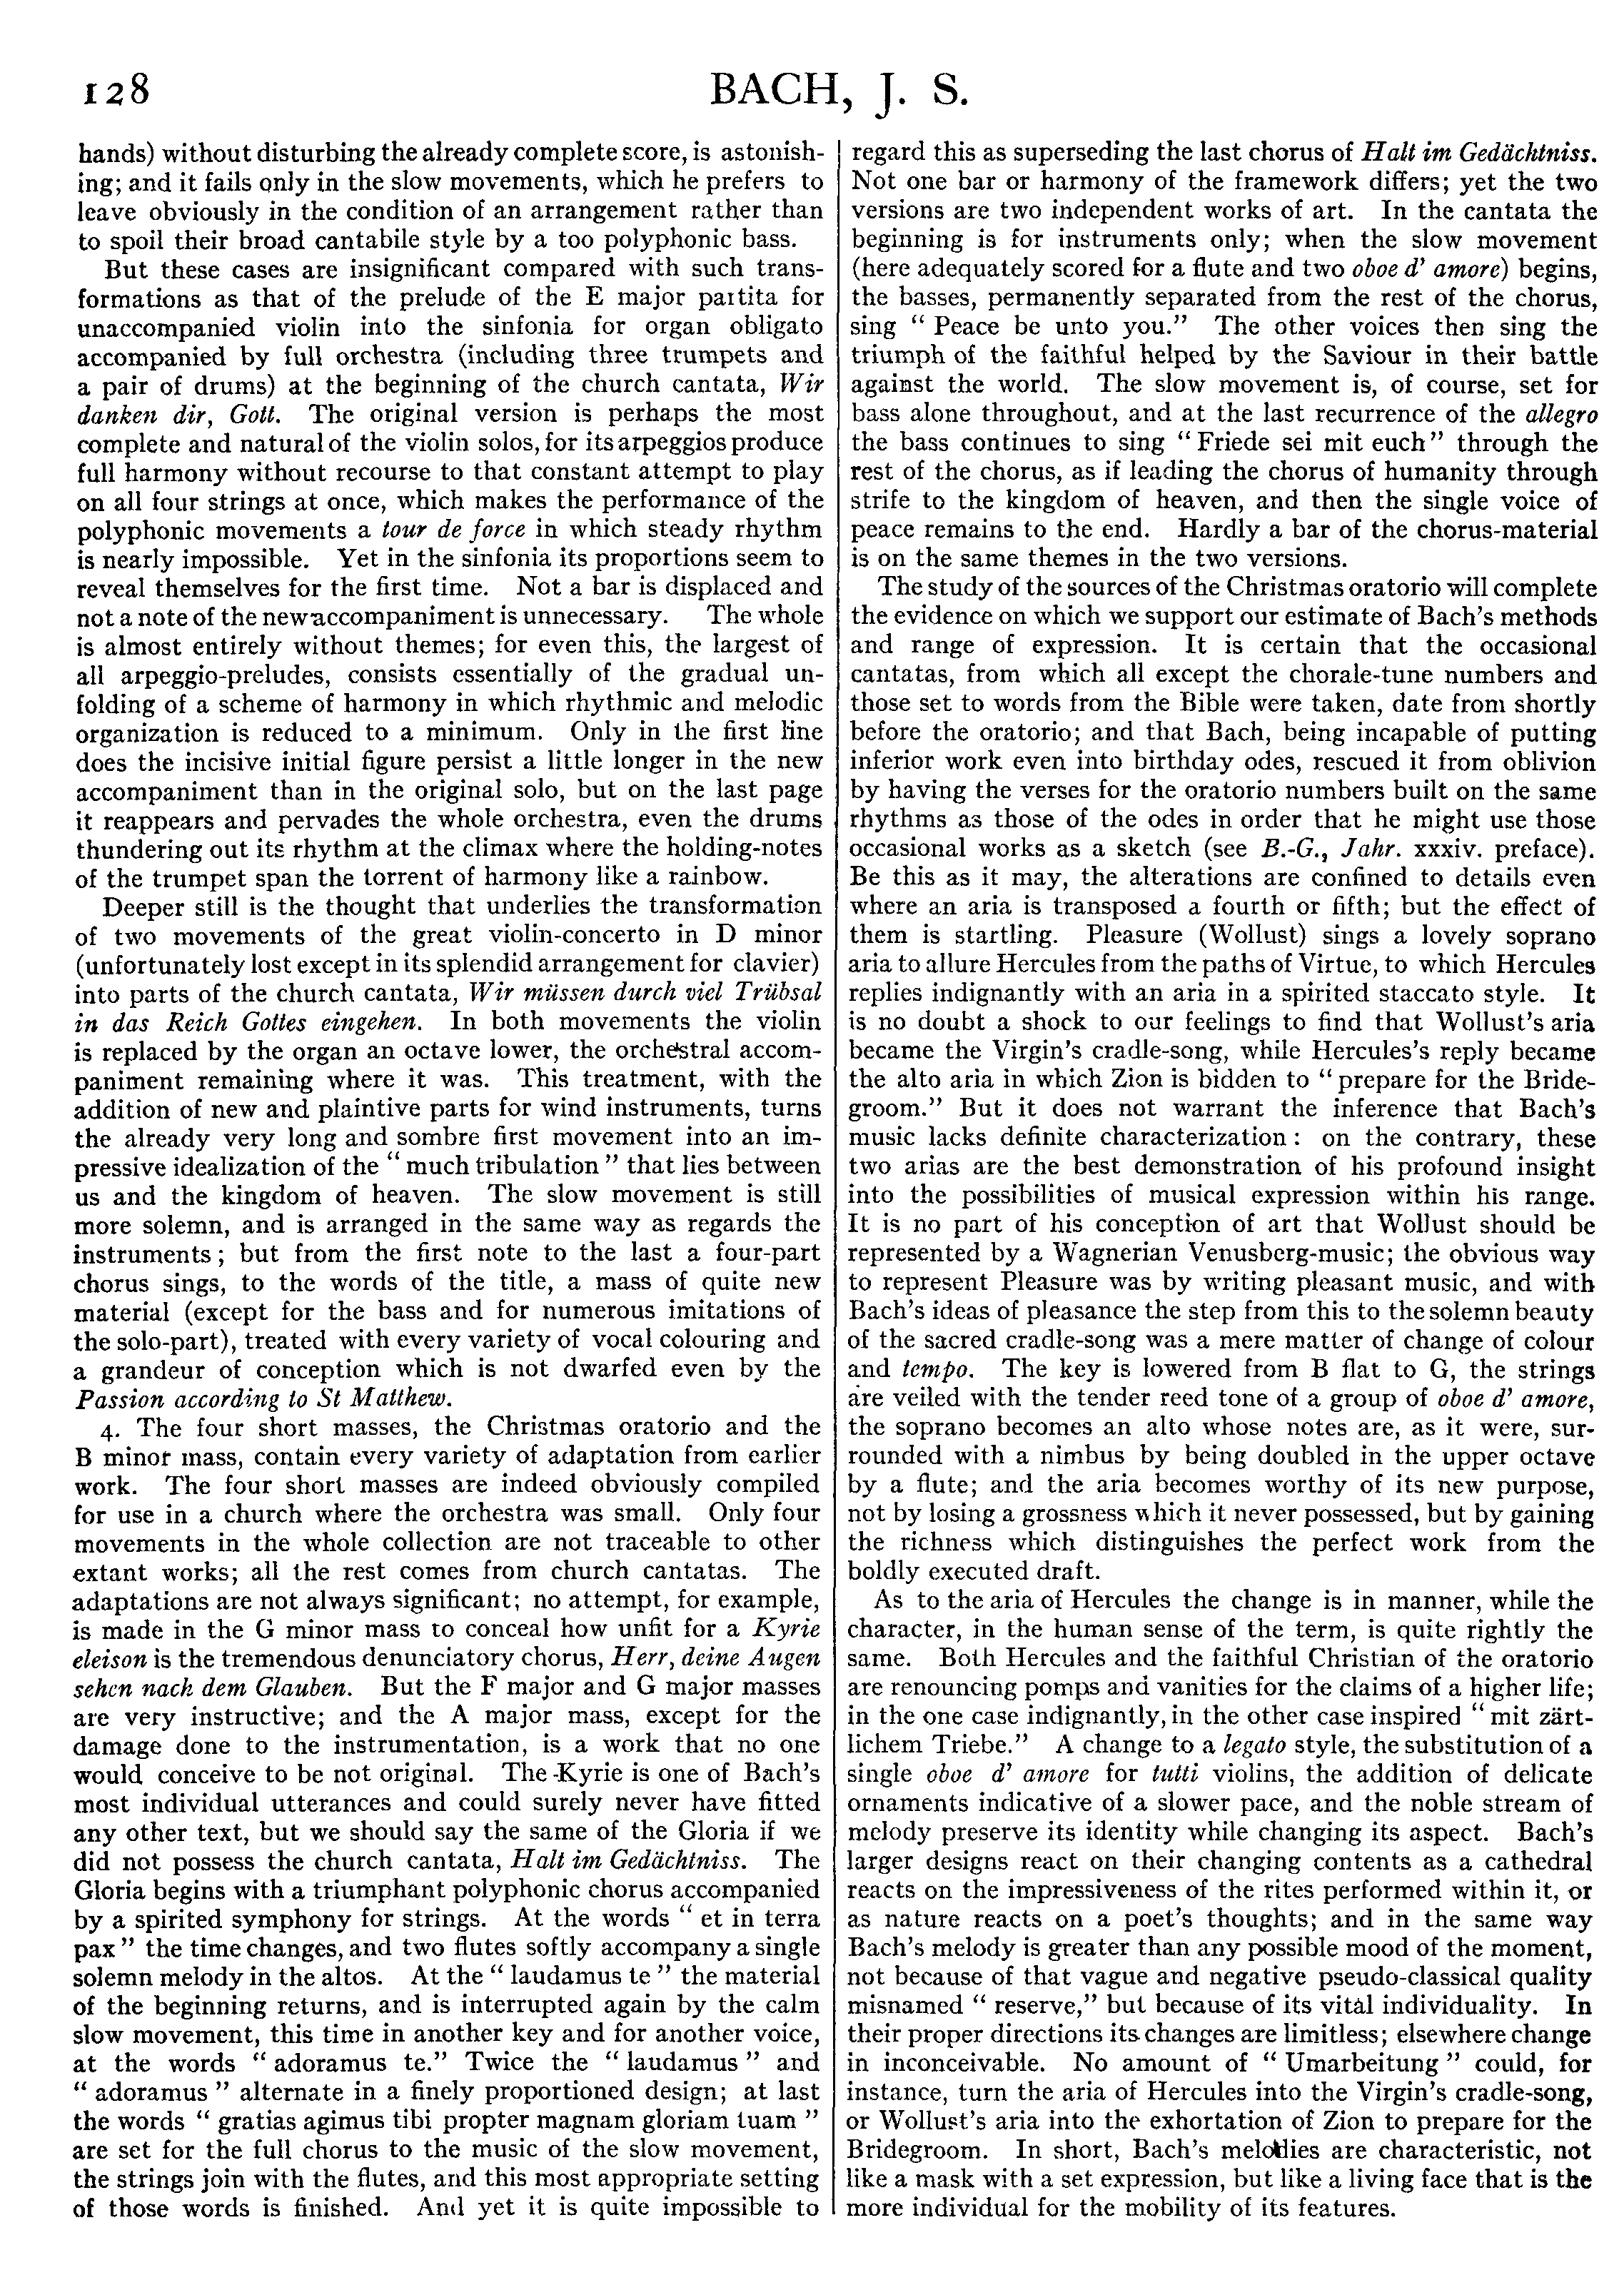 128
BACH, J. S.
hands) without disturbing the already complete score, is astonish-
ing; and it fails only in the slow movements, which he prefers to
leave obviously in the condition of an arrangement rather than
to spoil their broad cantabile style by a too polyphonic bass.
But these cases are insignificant compared with such trans-
formations as that of the prelude of the E major partita for
unaccompanied violin into the sinfonia for organ obligato
accompanied by full orchestra (including three trumpets and
a pair of drums) at the beginning of the church cantata, Wir
danken dir, Gott. The original version is perhaps the most
complete and natural of the violin solos, for its arpeggios produce
full harmony without recourse to that constant attempt to play
on all four strings at once, which makes the performance of the
polyphonic movements a tour de force in which steady rhythm
is nearly impossible. Yet in the sinfonia its proportions seem to
reveal themselves for the first time. Not a bar is displaced and
not a note of the new accompaniment is unnecessary. The whole
is almost entirely without themes; for even this, the largest of
all arpeggio-preludes, consists essentially of the gradual un-
folding of a scheme of harmony in which rhythmic and melodic
organization is reduced to a minimum. Only in the first line
does the incisive initial figure persist a little longer in the new
accompaniment than in the original solo, but on the last page
it reappears and pervades the whole orchestra, even the drums
thundering out its rhythm at the climax where the holding-notes
of the trumpet span the torrent of harmony like a rainbow.
Deeper still is the thought that underlies the transformation
of two movements of the great violin-concerto in D minor
(unfortunately lost except in its splendid arrangement for clavier)
into parts of the church cantata, Wir müssen durch viel Trübsal
in das Reich Gottes eingehen. In both movements the violin
is replaced by the organ an octave lower, the orchestral accom-
paniment remaining where it was. This treatment, with the
addition of new and plaintive parts for wind instruments, turns
the already very long and sombre first movement into an im-
pressive idealization of the “ much tribulation ” that lies between
us and the kingdom of heaven. The slow movement is still
more solemn, and is arranged in the same way as regards the
instruments; but from the first note to the last a four-part
chorus sings, to the words of the title, a mass of quite new
material (except for the bass and for numerous imitations of
the solo-part), treated with every variety of vocal colouring and
a grandeur of conception which is not dwarfed even by the
Passion according to St Matthew.
4. The four short masses, the Christmas oratorio and the
B minor mass, contain every variety of adaptation from earlier
work. The four short masses are indeed obviously compiled
for use in a church where the orchestra was small. Only four
movements in the whole collection are not traceable to other
extant works; all the rest comes from church cantatas. The
adaptations are not always significant; no attempt, for example,
is made in the G minor mass to conceal how unfit for a Kyrie
eleison is the tremendous denunciatory chorus, Herr, deine Augen
sehen nach dem Glauben. But the F major and G major masses
are very instructive; and the A major mass, except for the
damage done to the instrumentation, is a work that no one
would conceive to be not original. The Kyrie is one of Bach’s
most individual utterances and could surely never have fitted
any other text, but we should say the same of the Gloria if we
did not possess the church cantata, Halt im Gedächtniss. The
Gloria begins with a triumphant polyphonic chorus accompanied
by a spirited symphony for strings. At the words “ et in terra
pax ” the time changes, and two flutes softly accompany a single
solemn melody in the altos. At the “ laudamus te ” the material
of the beginning returns, and is interrupted again by the calm
slow movement, this time in another key and for another voice,
at the words “ adoramus te.” Twice the “ laudamus ” and
“ adoramus ” alternate in a finely proportioned design; at last
the words “ gratias agimus tibi propter magnam gloriam tuam ”
are set for the full chorus to the music of the slow movement,
the strings join with the flutes, and this most appropriate setting
of those words is finished. And yet it is quite impossible to
regard this as superseding the last chorus of Halt im Gedächtniss.
Not one bar or harmony of the framework differs; yet the two
versions are two independent works of art. In the cantata the
beginning is for instruments only; when the slow movement
(here adequately scored for a flute and two oboe d’ amore) begins,
the basses, permanently separated from the rest of the chorus,
sing “ Peace be unto you.” The other voices then sing the
triumph of the faithful helped by the Saviour in their battle
against the world. The slow movement is, of course, set for
bass alone throughout, and at the last recurrence of the allegro
the bass continues to sing “ Friede sei mit euch ” through the
rest of the chorus, as if leading the chorus of humanity through
strife to the kingdom of heaven, and then the single voice of
peace remains to the end. Hardly a bar of the chorus-material
is on the same themes in the two versions.
The study of the sources of the Christmas oratorio will complete
the evidence on which we support our estimate of Bach’s methods
and range of expression. It is certain that the occasional
cantatas, from which all except the chorale-tune numbers and
those set to words from the Bible were taken, date from shortly
before the oratorio; and that Bach, being incapable of putting
inferior work even into birthday odes, rescued it from oblivion
by having the verses for the oratorio numbers built on the same
rhythms as those of the odes in order that he might use those
occasional works as a sketch (see B.-G., Jahr. xxxiv. preface).
Be this as it may, the alterations are confined to details even
where an aria is transposed a fourth or fifth; but the effect of
them is startling. Pleasure (Wollust) sings a lovely soprano
aria to allure Hercules from the paths of Virtue, to which Hercules
replies indignantly with an aria in a spirited staccato style. It
is no doubt a shock to our feelings to find that Wollust’s aria
became the Virgin’s cradle-song, while Hercules’s reply became
the alto aria in which Zion is bidden to “ prepare for the Bride-
groom.” But it does not warrant the inference that Bach’s
music lacks definite characterization: on the contrary, these
two arias are the best demonstration of his profound insight
into the possibilities of musical expression within his range.
It is no part of his conception of art that Wollust should be
represented by a Wagnerian Venusberg-music; the obvious way
to represent Pleasure was by writing pleasant music, and with
Bach’s ideas of pleasance the step from this to the solemn beauty
of the sacred cradle-song was a mere matter of change of colour
and tempo. The key is lowered from B flat to G, the strings
are veiled with the tender reed tone of a group of oboe d’ amore,
the soprano becomes an alto whose notes are, as it were, sur-
rounded with a nimbus by being doubled in the upper octave
by a flute; and the aria becomes worthy of its new purpose,
not by losing a grossness which it never possessed, but by gaining
the richness which distinguishes the perfect work from the
boldly executed draft.
As to the aria of Hercules the change is in manner, while the
character, in the human sense of the term, is quite rightly the
same. Both Hercules and the faithful Christian of the oratorio
are renouncing pomps and vanities for the claims of a higher life;
in the one case indignantly, in the other case inspired “ mit zärt-
lichem Triebe.” A change to a legato style, the substitution of a
single oboe d’ amore for tutti violins, the addition of delicate
ornaments indicative of a slower pace, and the noble stream of
melody preserve its identity while changing its aspect. Bach’s
larger designs react on their changing contents as a cathedral
reacts on the impressiveness of the rites performed within it, or
as nature reacts on a poet’s thoughts; and in the same way
Bach’s melody is greater than any possible mood of the moment,
not because of that vague and negative pseudo-classical quality
misnamed “ reserve,” but because of its vital individuality. In
their proper directions its changes are limitless; elsewhere change
in inconceivable. No amount of “ Umarbeitung ” could, for
instance, turn the aria of Hercules into the Virgin’s cradle-song,
or Wollust’s aria into the exhortation of Zion to prepare for the
Bridegroom. In short, Bach’s melodies are characteristic, not
like a mask with a set expression, but like a living face that is the
more individual for the mobility of its features.